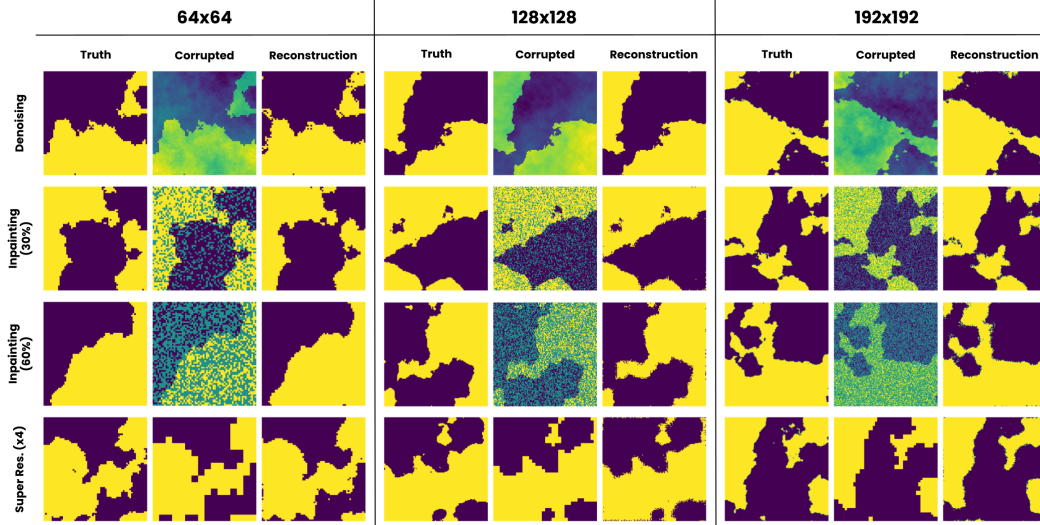 64x64 128x128 192x192
Truth Corrupted Reconstruction Truth Corrupted Reconstruction Truth Corrupted Reconstruction
Denoising
Inpainting
(30%)
Inpainting
(60%)
Super Res. (x4)